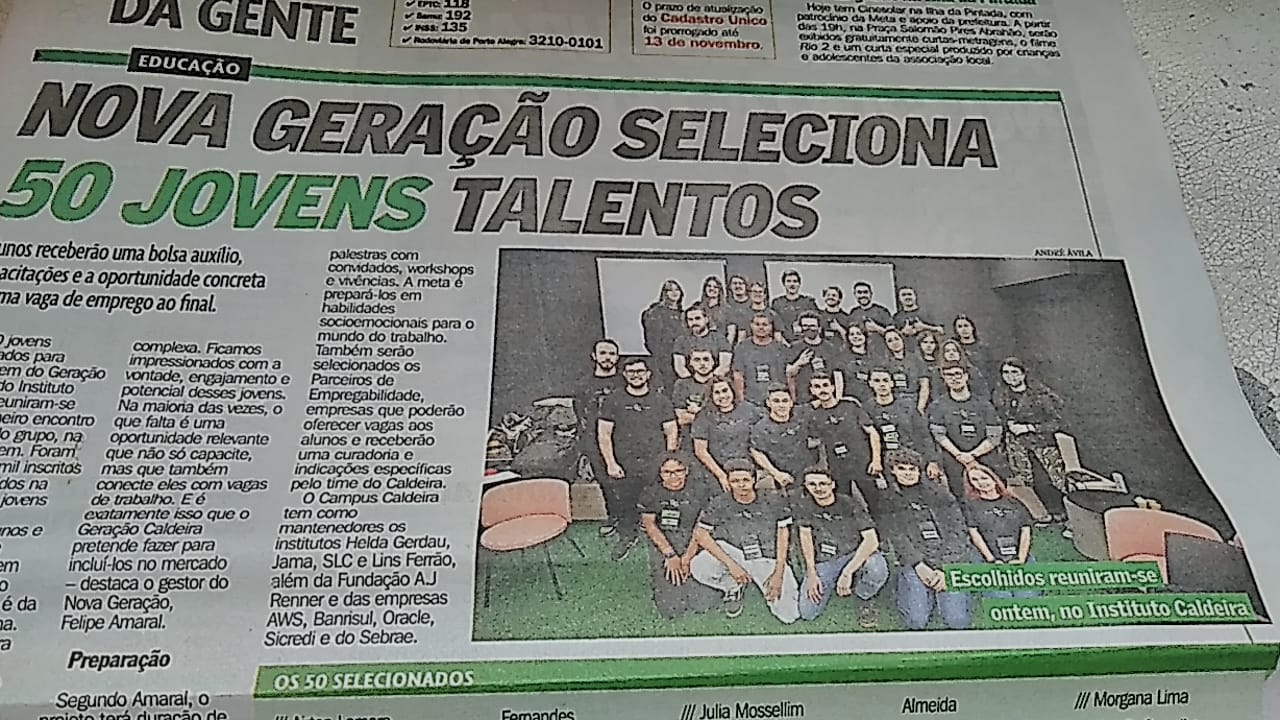 DA GENTE
✔ EPTC: 118
✔ Samu: 192
✔ INSS: 135
✔ Rodoviária de Porto Alegre: 3210-0101
O prazo de atualização
do Cadastro Único
foi prorrogado até
13 de novembro.
Hoje tem Cinesolar na Ilha da Pintada, com
patrocínio da Meta e apoio da prefeitura. A partir
das 19h, na Praça Salomão Pires Abrahão, serão
exibidos gratuitamente curtas-metragens, o filme
Rio 2 e um curta especial produzido por crianças
e adolescentes da associação local.
EDUCAÇÃO
NOVA GERAÇÃO SELECIONA
50 JOVENS TALENTOS
unos receberão uma bolsa auxílio,
acitações e a oportunidade concreta
ma vaga de emprego ao final.
jovens
ados para
em do Geração
do Instituto
euniram-se
eiro encontro
o grupo, na
em. Foram
mil inscritos
dos na
jovens
nos e
em
é da
complexa. Ficamos
impressionados com a
vontade, engajamento e
potencial desses jovens.
Na maioria das vezes, o
que falta é uma
oportunidade relevante
que não só capacite,
mas que também
conecte eles com vagas
de trabalho. E é
exatamente isso que o
Geração Caldeira
pretende fazer para
incluí-los no mercado
– destaca o gestor do
Nova Geração,
Felipe Amaral.
Preparação
Segundo Amaral, o
projeto terá duração de
palestras com
convidados, workshops
e vivências. A meta é
prepará-los em
habilidades
socioemocionais para o
mundo do trabalho.
Também serão
selecionados os
Parceiros de
Empregabilidade,
empresas que poderão
oferecer vagas aos
alunos e receberão
uma curadoria e
indicações específicas
pelo time do Caldeira.
O Campus Caldeira
tem como
mantenedores os
institutos Helda Gerdau,
Jama, SLC e Lins Ferrão,
além da Fundação A.J
Renner e das empresas
AWS, Banrisul, Oracle,
Sicredi e do Sebrae.
ANDRÉ ÁVILA
Escolhidos reuniram-se
ontem, no Instituto Caldeira
OS 50 SELECIONADOS
Fernandes
/// Julia Mossellim
Almeida
/// Morgana Lima